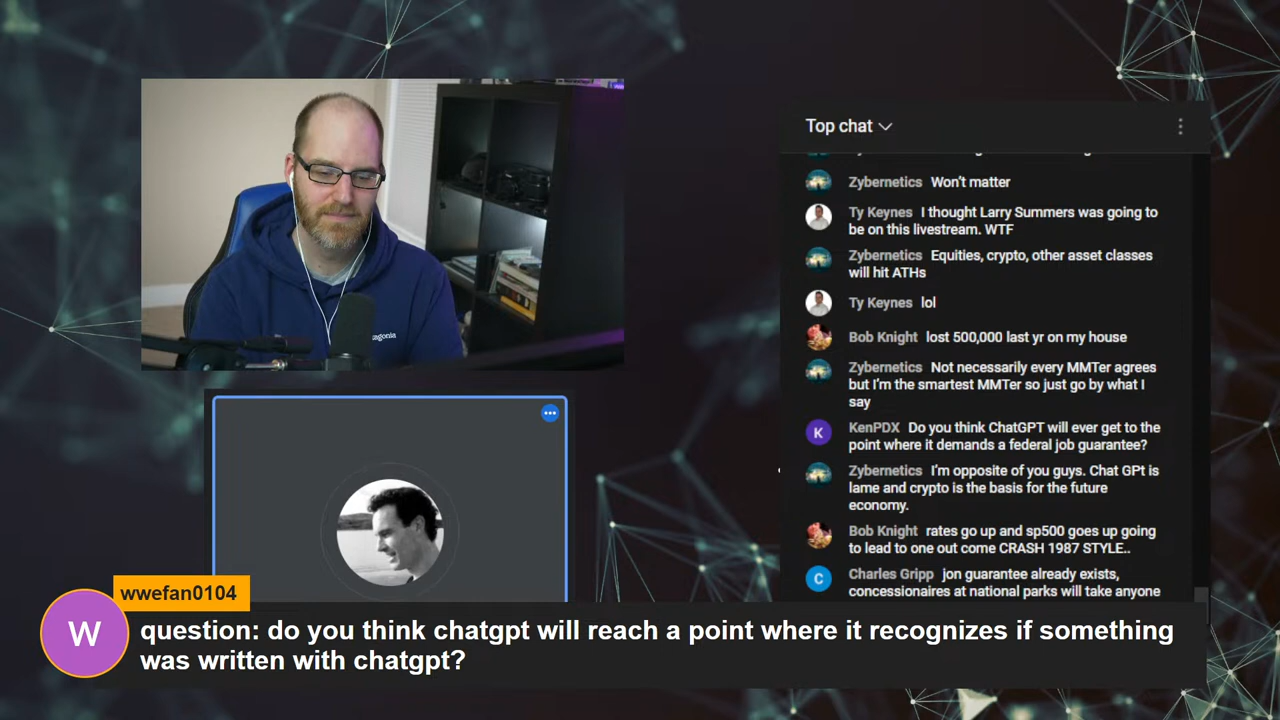 Top chat
Zybernetics Won't matter
Ty Keynes I thought Larry Summers was going
to be on this livestream. WTF
Zybernetics Equities, crypto, other asset classes
will hit ATHs
Ty Keynes lol
Bob Knight lost 500,000 last yr on my house
Zybernetics Not necessarily every MMTer agrees
but I'm the smartest MMTer so just go by what I
say
K KenPDX Do you think ChatGPT will ever get to the
point where it demands a federal job guarantee?
Zybernetics I'm opposite of you guys. Chat GPt is
lame and crypto is the basis for the future
economy.
Bob Knight rates go up and sp500 goes up going
to lead to one out come CRASH 1987 STYLE..
C Charles Gripp jon guarantee already exists,
concessionaires at national parks will take anyone
agonia
wwefan0104
W question: do you think chatgpt will reach a point where it recognizes if something
was written with chatgpt?